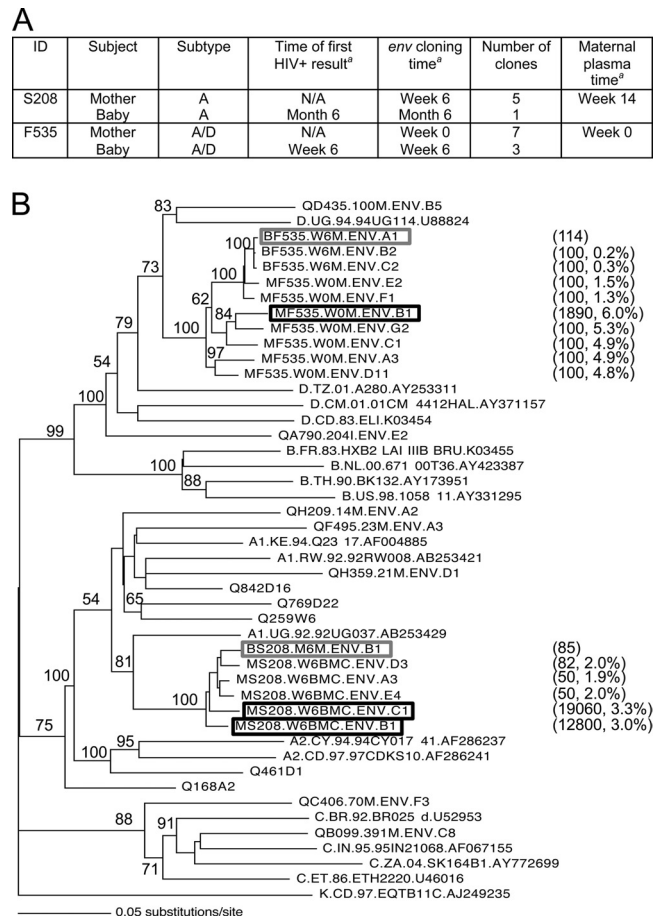 A
ID Subject Subtype Time of first HIV+ result^a env cloning time^a Number of clones Maternal plasma time^a
S208 Mother A N/A Week 6 5 Week 14
Baby A Month 6 Month 6 1
F535 Mother A/D N/A Week 0 7 Week 0
Baby A/D Week 6 Week 6 3
B
83 QD435.100M.ENV.B5
D.UG.94.94UG114.U88824
BF535.W6M.ENV.A1 (114)
100 BF535.W6M.ENV.B2 (100, 0.2%)
73 BF535.W6M.ENV.C2 (100, 0.3%)
100 MF535.W0M.ENV.E2 (100, 1.5%)
62 MF535.W0M.ENV.F1 (100, 1.3%)
84 MF535.W0M.ENV.B1 (1890, 6.0%)
79 MF535.W0M.ENV.G2 (100, 5.3%)
100 MF535.W0M.ENV.C1 (100, 4.9%)
97 MF535.W0M.ENV.A3 (100, 4.9%)
54 MF535.W0M.ENV.D11 (100, 4.8%)
D.TZ.01.A280.AY253311
100 D.CM.01.01CM 4412HAL.AY371157
D.CD.83.ELI.K03454
99 QA790.204I.ENV.E2
B.FR.83.HXB2 LAI IIIB BRU.K03455
100 B.NL.00.671 00T36.AY423387
88 B.TH.90.BK132.AY173951
B.US.98.1058 11.AY331295
QH209.14M.ENV.A2
QF495.23M.ENV.A3
A1.KE.94.Q23 17.AF004885
A1.RW.92.92RW008.AB253421
QH359.21M.ENV.D1
Q842D16
54 65 Q769D22
Q259W6
A1.UG.92.92UG037.AB253429
BS208.M6M.ENV.B1 (85)
81 MS208.W6BMC.ENV.D3 (82, 2.0%)
100 MS208.W6BMC.ENV.A3 (50, 1.9%)
100 MS208.W6BMC.ENV.E4 (50, 2.0%)
MS208.W6BMC.ENV.C1 (19060, 3.3%)
75 MS208.W6BMC.ENV.B1 (12800, 3.0%)
95 A2.CY.94.94CY017 41.AF286237
100 A2.CD.97.97CDKS10.AF286241
Q461D1
Q168A2
QC406.70M.ENV.F3
88 91 C.BR.92.BR025 d.U52953
QB099.391M.ENV.C8
C.IN.95.95IN21068.AF067155
71 C.ZA.04.SK164B1.AY772699
C.ET.86.ETH2220.U46016
K.CD.97.EQTB11C.AJ249235
0.05 substitutions/site